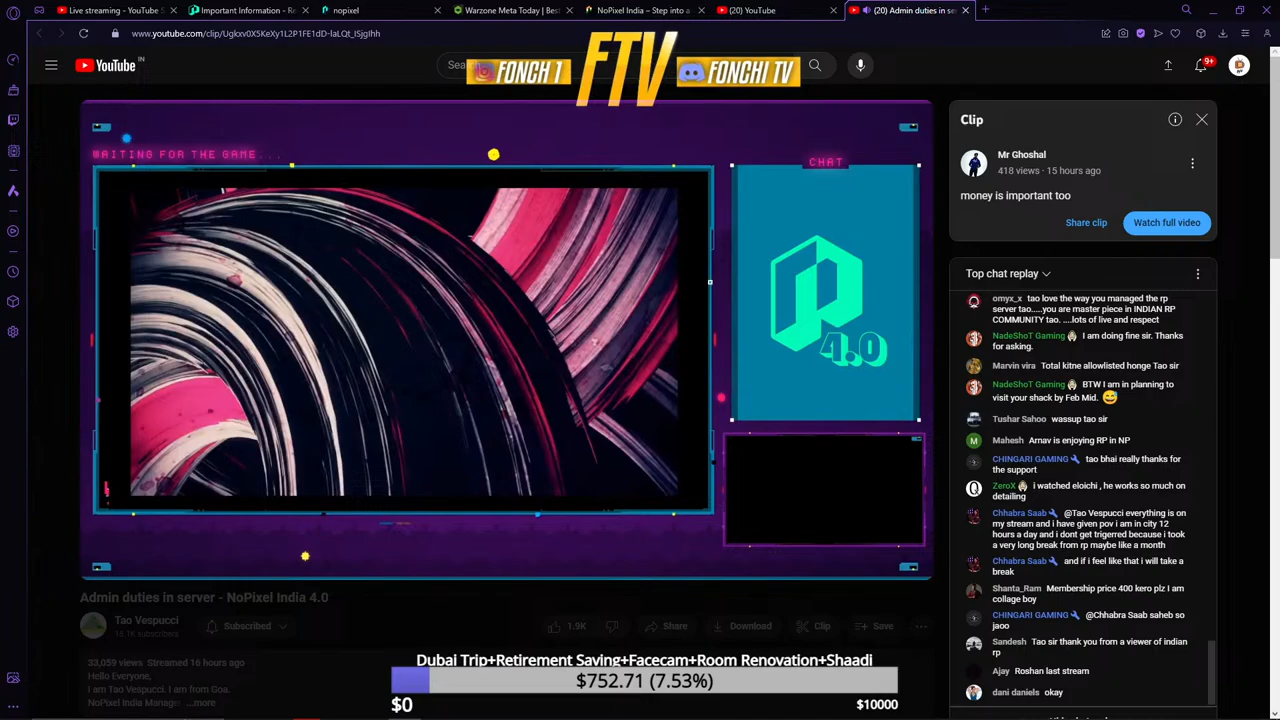 Live streaming - YouTube S
Important Information - Ro
nopixel
Warzone Meta Today | Best
NoPixel India – Step into a
(20) YouTube
(20) Admin duties in serv
www.youtube.com/clip/Ugkxv0X5KeXy1L2P1FE1dD-laLQt_ISjgIhh
YouTube
IN
Sea
FONCH 1
FTV
FONCHI TV
9+
WAITING FOR THE GAME...
CHAT
4.0
Clip
Mr Ghoshal
418 views · 15 hours ago
money is important too
Share clip
Watch full video
Top chat replay
omyx_x tao love the way you managed the rp
server tao.....you are master piece in INDIAN RP
COMMUNITY tao ....lots of live and respect
NadeShoT Gaming I am doing fine sir. Thanks
for asking.
Marvin vira Total kitne allowlisted honge Tao sir
NadeShoT Gaming BTW I am in planning to
visit your shack by Feb Mid. 😅
Tushar Sahoo wassup tao sir
Mahesh Arnav is enjoying RP in NP
CHINGARI GAMING tao bhai really thanks for
the support
ZeroX i watched eloichi , he works so much on
detailing
Chhabra Saab @Tao Vespucci everything is on
my stream and i have given pov i am in city 12
hours a day and i dont get trigerred because i took
a very long break from rp maybe like a month
Chhabra Saab and if i feel like that i will take a
break
Shanta_Ram Membership price 400 kero plz I am
collage boy
CHINGARI GAMING @Chhabra Saab saheb so
jaoo
Sandesh Tao sir thank you from a viewer of indian
rp
Ajay Roshan last stream
dani daniels okay
Admin duties in server - NoPixel India 4.0
Tao Vespucci
18.1K subscribers
Subscribed
1.9K
Share
Download
Clip
Save
33,059 views Streamed 16 hours ago
Hello Everyone,
I am Tao Vespucci. I am from Goa.
NoPixel India Manager ...more
Dubai Trip+Retirement Saving+Facecam+Room Renovation+Shaadi
$752.71 (7.53%)
$0
$10000